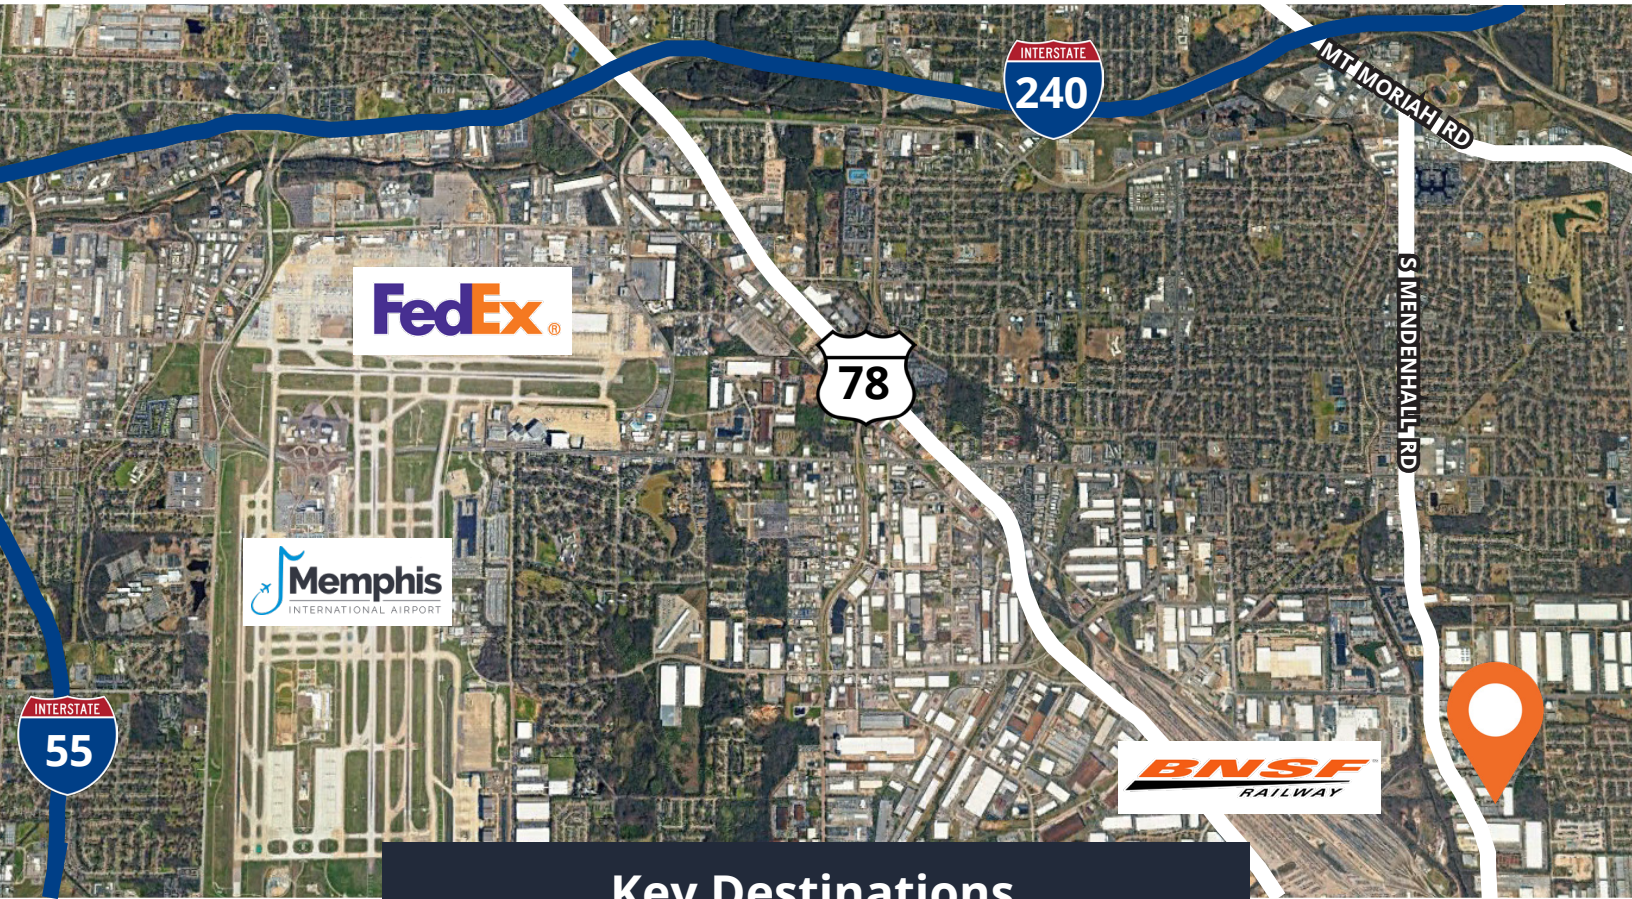 INTERSTATE
240
MT MORIAH RD
FedEx®
S MENDENHALL RD
78
Memphis
INTERNATIONAL AIRPORT
INTERSTATE
55
BNSF
RAILWAY
Key Destinations